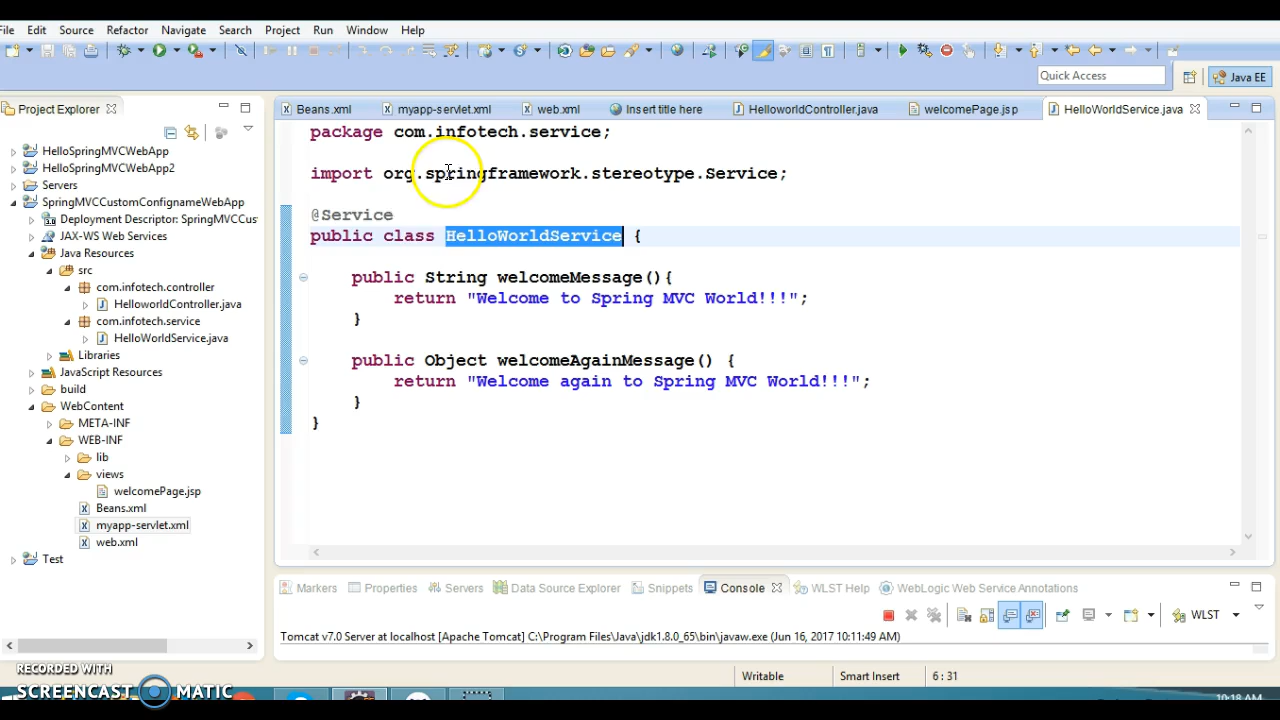 File Edit Source Refactor Navigate Search Project Run Window Help
Quick Access
Java EE
Project Explorer
Beans.xml myapp-servlet.xml web.xml Insert title here HelloworldController.java welcomePage.jsp HelloWorldService.java
HelloSpringMVCWebApp
HelloSpringMVCWebApp2
Servers
SpringMVCCustomConfignameWebApp
Deployment Descriptor: SpringMVCCus
JAX-WS Web Services
Java Resources
src
com.infotech.controller
HelloworldController.java
com.infotech.service
HelloWorldService.java
Libraries
JavaScript Resources
build
WebContent
META-INF
WEB-INF
lib
views
welcomePage.jsp
Beans.xml
myapp-servlet.xml
web.xml
Test
package com.infotech.service;
import org.springframework.stereotype.Service;
@Service
public class HelloWorldService {
public String welcomeMessage(){
return "Welcome to Spring MVC World!!!";
}
public Object welcomeAgainMessage() {
return "Welcome again to Spring MVC World!!!";
}
}
Markers Properties Servers Data Source Explorer Snippets Console WLST Help WebLogic Web Service Annotations
WLST
Tomcat v7.0 Server at localhost [Apache Tomcat] C:\Program Files\Java\jdk1.8.0_65\bin\javaw.exe (Jun 16, 2017 10:11:49 AM)
Writable Smart Insert 6 : 31
RECORDED WITH
SCREENCAST MATIC
10:18 AM